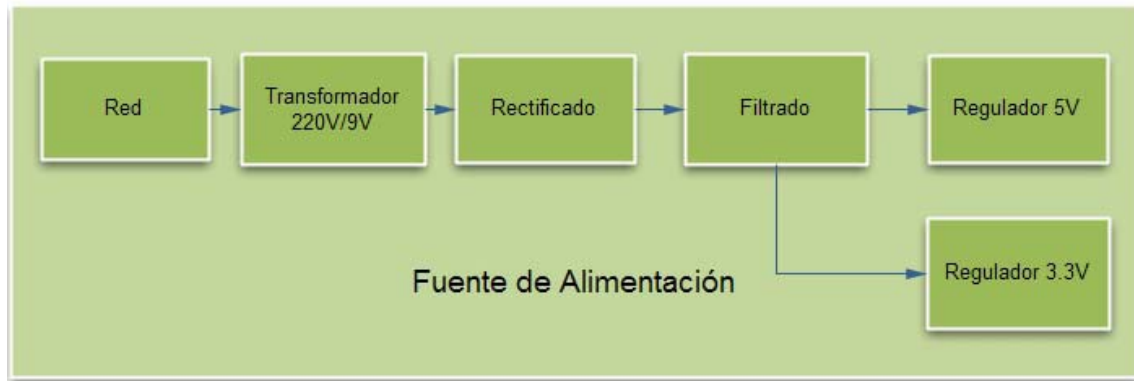 Red
Transformador
220V/9V
Rectificado
Filtrado
Regulador 5V
Regulador 3.3V
Fuente de Alimentación